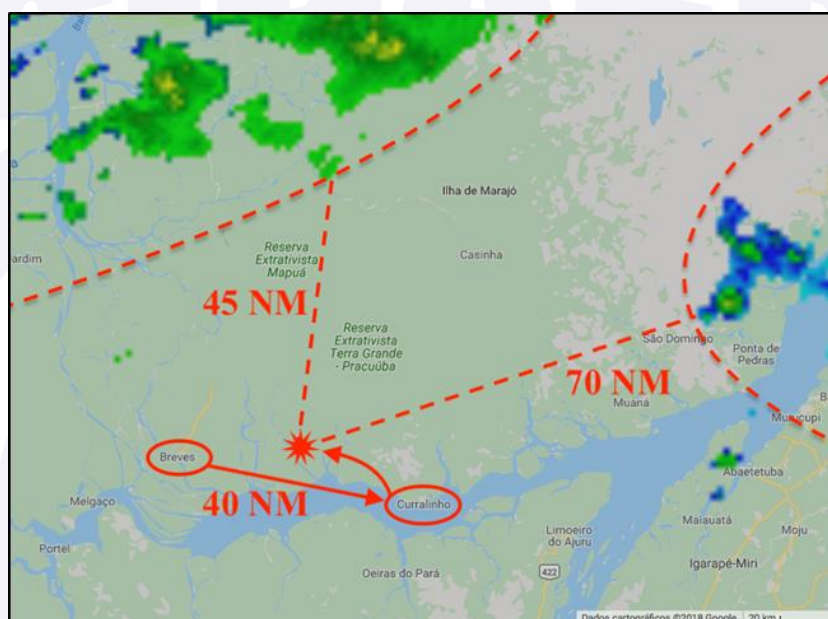 Ilha de Marajó
Reserva
Extrativista
Mapuá
Casinha
45 NM
Reserva
Extrativista
Terra Grande
- Pracuúba
São Domingo
Ponta de
Pedras
70 NM
Muaná
Murucupi
Breves
Abaetetuba
Melgaço
40 NM
Curralinho
Maiauatá
Moju
Limoeiro
do Ajuru
Portel
Igarapé-Miri
Oeiras do Pará
422
Dados cartográficos ©2018 Google
20 km